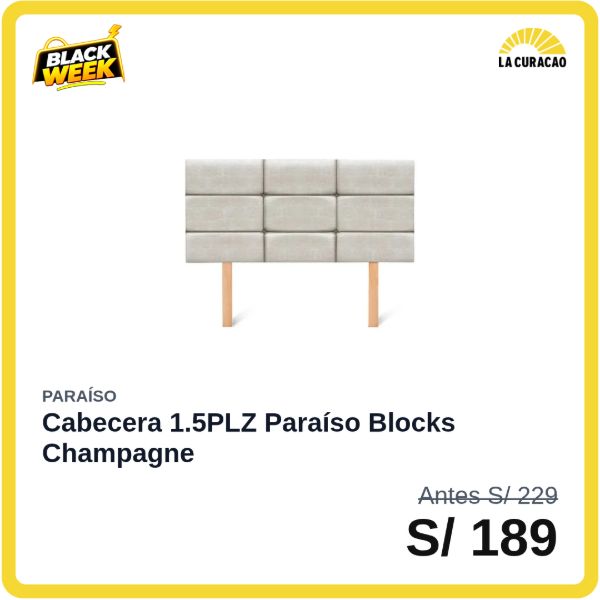 BLACK
WEEK
LA CURACAO
PARAÍSO
Cabecera 1.5PLZ Paraíso Blocks
Champagne
Antes S/ 229
S/ 189